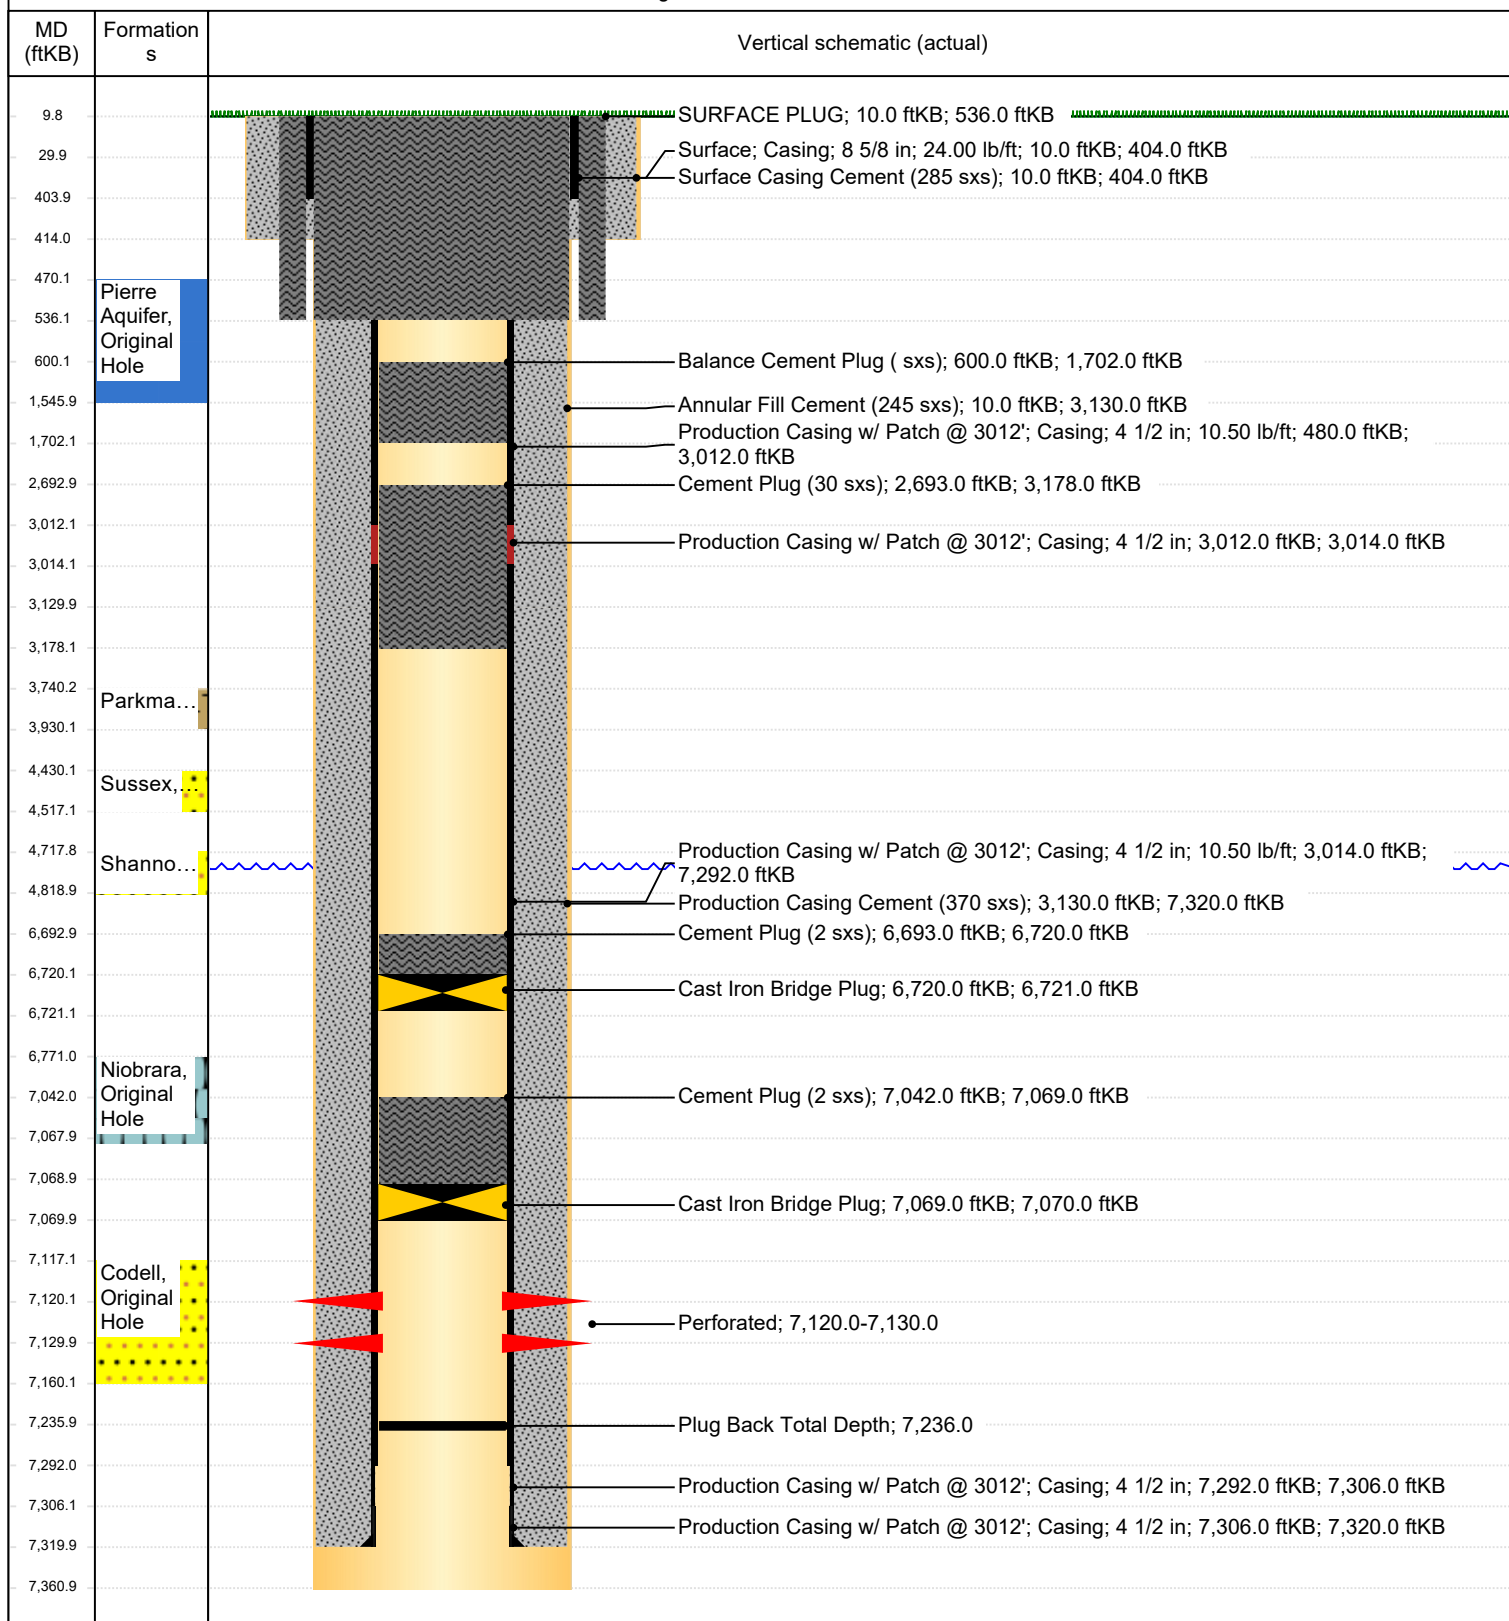 MD
(ftKB)
Formation
s
Vertical schematic (actual)
9.8
29.9
403.9
414.0
470.1
536.1
600.1
1,545.9
1,702.1
2,692.9
3,012.1
3,014.1
3,129.9
3,178.1
3,740.2
3,930.1
4,430.1
4,517.1
4,717.8
4,818.9
6,692.9
6,720.1
6,721.1
6,771.0
7,042.0
7,067.9
7,068.9
7,069.9
7,117.1
7,120.1
7,129.9
7,160.1
7,235.9
7,292.0
7,306.1
7,319.9
7,360.9
Pierre
Aquifer,
Original
Hole
Parkma…
Sussex,…
Shanno…
Niobrara,
Original
Hole
Codell,
Original
Hole
SURFACE PLUG; 10.0 ftKB; 536.0 ftKB
Surface; Casing; 8 5/8 in; 24.00 lb/ft; 10.0 ftKB; 404.0 ftKB
Surface Casing Cement (285 sxs); 10.0 ftKB; 404.0 ftKB
Balance Cement Plug ( sxs); 600.0 ftKB; 1,702.0 ftKB
Annular Fill Cement (245 sxs); 10.0 ftKB; 3,130.0 ftKB
Production Casing w/ Patch @ 3012'; Casing; 4 1/2 in; 10.50 lb/ft; 480.0 ftKB;
3,012.0 ftKB
Cement Plug (30 sxs); 2,693.0 ftKB; 3,178.0 ftKB
Production Casing w/ Patch @ 3012'; Casing; 4 1/2 in; 3,012.0 ftKB; 3,014.0 ftKB
Production Casing w/ Patch @ 3012'; Casing; 4 1/2 in; 10.50 lb/ft; 3,014.0 ftKB;
7,292.0 ftKB
Production Casing Cement (370 sxs); 3,130.0 ftKB; 7,320.0 ftKB
Cement Plug (2 sxs); 6,693.0 ftKB; 6,720.0 ftKB
Cast Iron Bridge Plug; 6,720.0 ftKB; 6,721.0 ftKB
Cement Plug (2 sxs); 7,042.0 ftKB; 7,069.0 ftKB
Cast Iron Bridge Plug; 7,069.0 ftKB; 7,070.0 ftKB
Perforated; 7,120.0-7,130.0
Plug Back Total Depth; 7,236.0
Production Casing w/ Patch @ 3012'; Casing; 4 1/2 in; 7,292.0 ftKB; 7,306.0 ftKB
Production Casing w/ Patch @ 3012'; Casing; 4 1/2 in; 7,306.0 ftKB; 7,320.0 ftKB